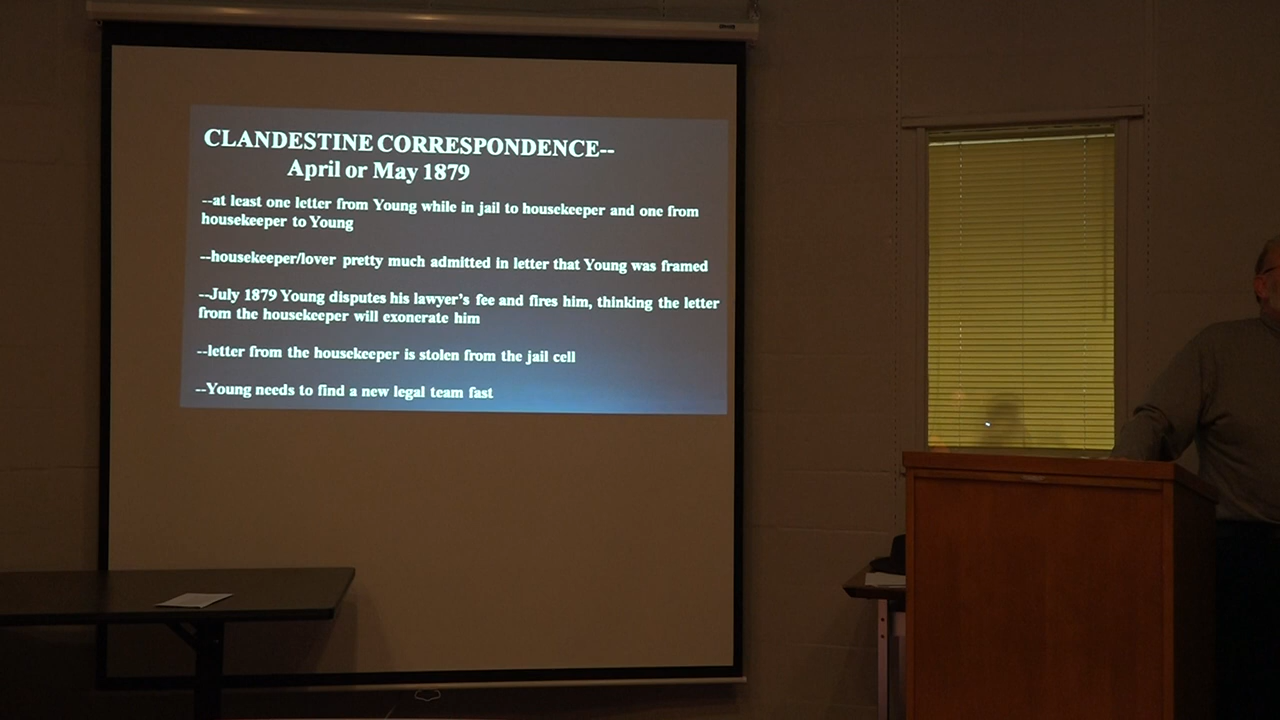 CLANDESTINE CORRESPONDENCE--
April or May 1879
--at least one letter from Young while in jail to housekeeper and one from
housekeeper to Young
--housekeeper/lover pretty much admitted in letter that Young was framed
--July 1879 Young disputes his lawyer's fee and fires him, thinking the letter
from the housekeeper will exonerate him
--letter from the housekeeper is stolen from the jail cell
--Young needs to find a new legal team fast